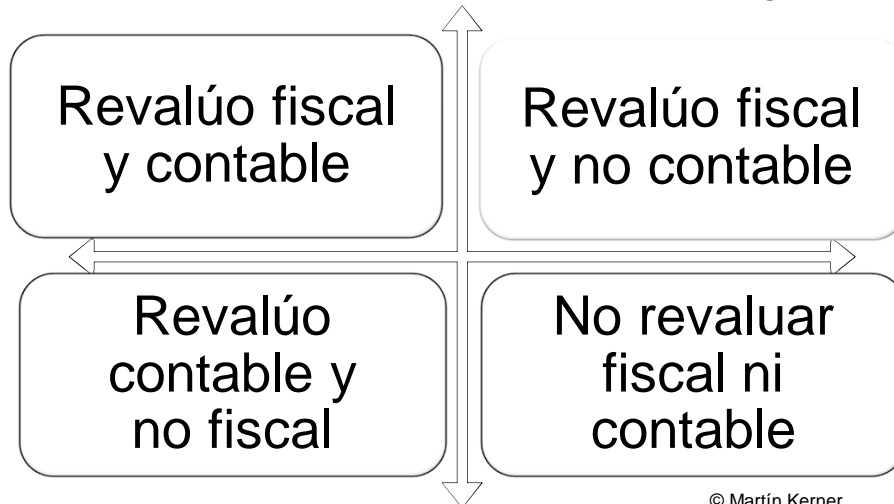 Revalúo fiscal
y contable
Revalúo fiscal
y no contable
Revalúo
contable y
no fiscal
No revaluar
fiscal ni
contable
© Martín Kerner